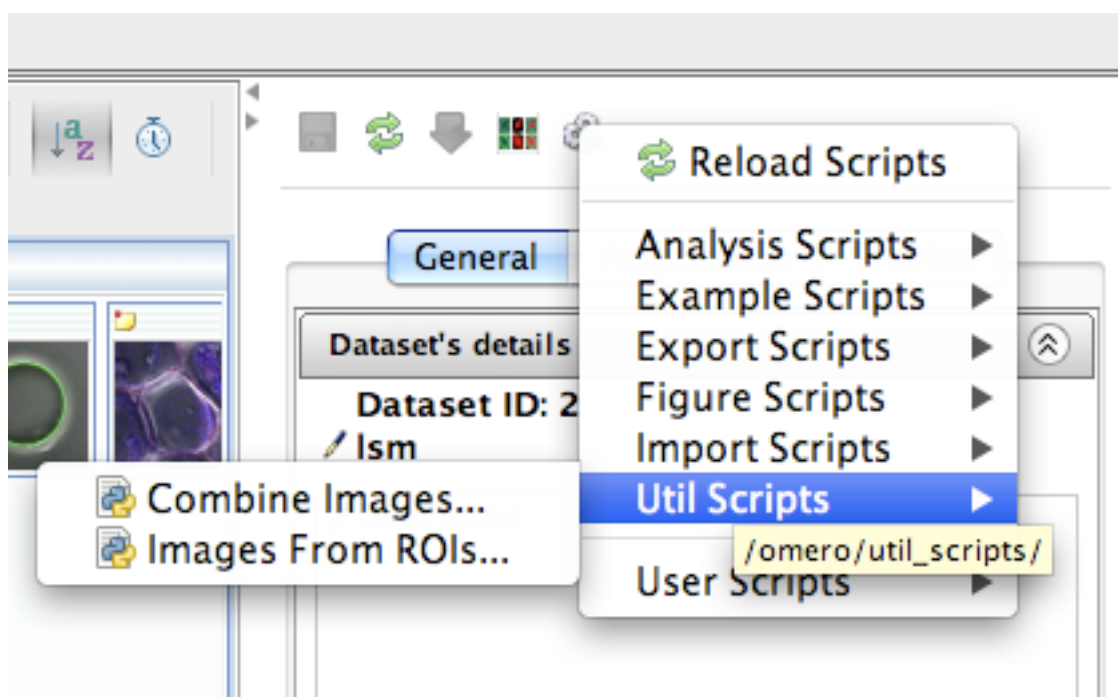 a
z
Reload Scripts
General
Analysis Scripts
Example Scripts
Dataset's details
Export Scripts
Dataset ID: 2
Figure Scripts
lsm
Import Scripts
Util Scripts
Combine Images...
Images From ROIs...
/omero/util_scripts/
User Scripts